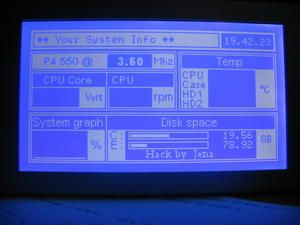 ** Your System Info **
19.42.23
P4 550 @ 3.60 Mhz
Temp
CPU Core
CPU
Volt
rpm
CPU
Case
HD1
HD2
°C
System graph
%
Disk space
C: 19.56
E: 78.92
GB
Hack by Jena